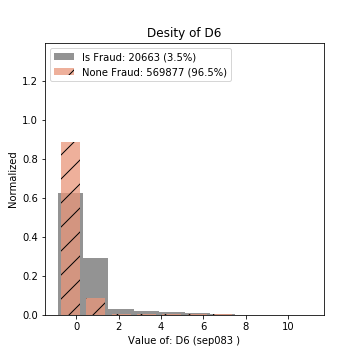 Desity of D6
Is Fraud: 20663 (3.5%)
None Fraud: 569877 (96.5%)
Normalized
1.2
1.0
0.8
0.6
0.4
0.2
0.0
0 2 4 6 8 10
Value of: D6 (sep083 )